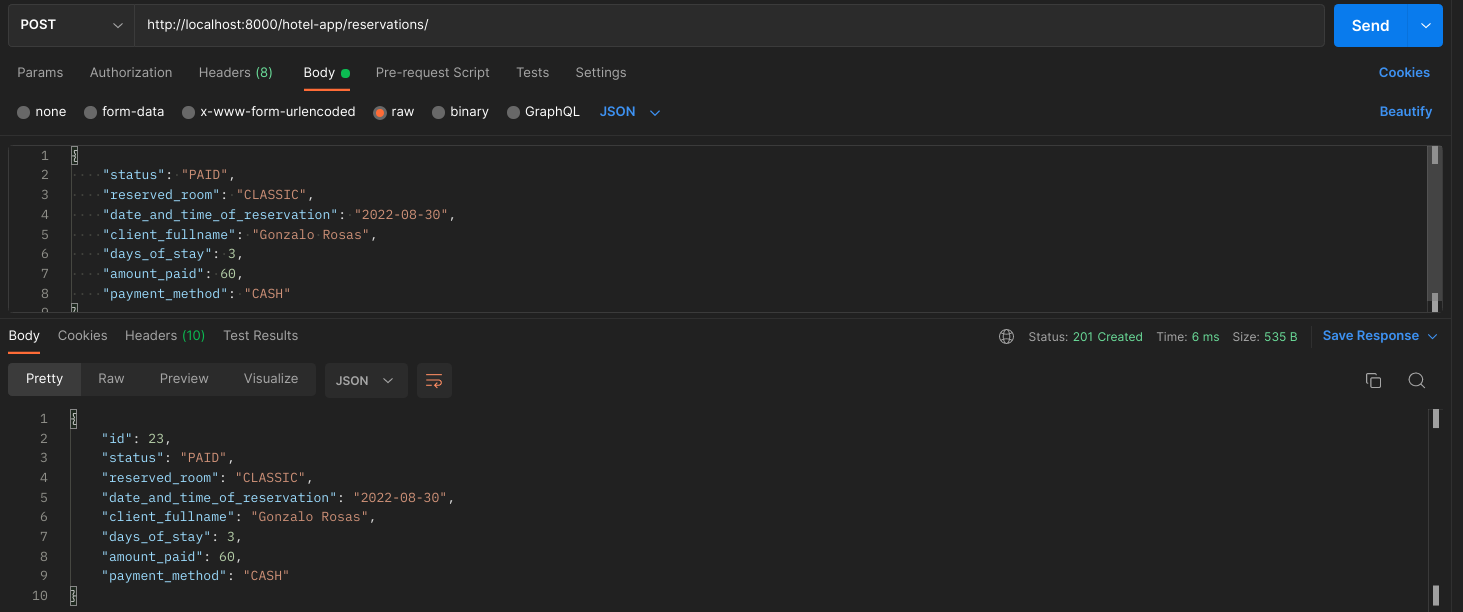 POST http://localhost:8000/hotel-app/reservations/ Send
Params Authorization Headers (8) Body Pre-request Script Tests Settings Cookies
none form-data x-www-form-urlencoded raw binary GraphQL JSON Beautify
1 {
2 "status": "PAID",
3 "reserved_room": "CLASSIC",
4 "date_and_time_of_reservation": "2022-08-30",
5 "client_fullname": "Gonzalo Rosas",
6 "days_of_stay": 3,
7 "amount_paid": 60,
8 "payment_method": "CASH"
9 }
Body Cookies Headers (10) Test Results Status: 201 Created Time: 6 ms Size: 535 B Save Response
Pretty Raw Preview Visualize JSON
1 {
2 "id": 23,
3 "status": "PAID",
4 "reserved_room": "CLASSIC",
5 "date_and_time_of_reservation": "2022-08-30",
6 "client_fullname": "Gonzalo Rosas",
7 "days_of_stay": 3,
8 "amount_paid": 60,
9 "payment_method": "CASH"
10 }